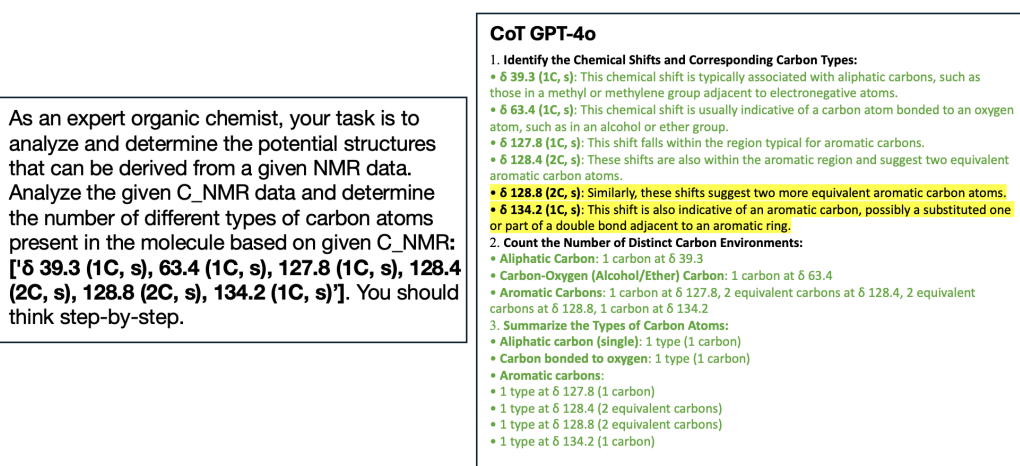 As an expert organic chemist, your task is to
analyze and determine the potential structures
that can be derived from a given NMR data.
Analyze the given C_NMR data and determine
the number of different types of carbon atoms
present in the molecule based on given C_NMR:
['δ 39.3 (1C, s), 63.4 (1C, s), 127.8 (1C, s), 128.4
(2C, s), 128.8 (2C, s), 134.2 (1C, s)']. You should
think step-by-step.
CoT GPT-4o
1. Identify the Chemical Shifts and Corresponding Carbon Types:
• δ 39.3 (1C, s): This chemical shift is typically associated with aliphatic carbons, such as
those in a methyl or methylene group adjacent to electronegative atoms.
• δ 63.4 (1C, s): This chemical shift is usually indicative of a carbon atom bonded to an oxygen
atom, such as in an alcohol or ether group.
• δ 127.8 (1C, s): This shift falls within the region typical for aromatic carbons.
• δ 128.4 (2C, s): These shifts are also within the aromatic region and suggest two equivalent
aromatic carbon atoms.
• δ 128.8 (2C, s): Similarly, these shifts suggest two more equivalent aromatic carbon atoms.
• δ 134.2 (1C, s): This shift is also indicative of an aromatic carbon, possibly a substituted one
or part of a double bond adjacent to an aromatic ring.
2. Count the Number of Distinct Carbon Environments:
• Aliphatic Carbon: 1 carbon at δ 39.3
• Carbon-Oxygen (Alcohol/Ether) Carbon: 1 carbon at δ 63.4
• Aromatic Carbons: 1 carbon at δ 127.8, 2 equivalent carbons at δ 128.4, 2 equivalent
carbons at δ 128.8, 1 carbon at δ 134.2
3. Summarize the Types of Carbon Atoms:
• Aliphatic carbon (single): 1 type (1 carbon)
• Carbon bonded to oxygen: 1 type (1 carbon)
• Aromatic carbons:
• 1 type at δ 127.8 (1 carbon)
• 1 type at δ 128.4 (2 equivalent carbons)
• 1 type at δ 128.8 (2 equivalent carbons)
• 1 type at δ 134.2 (1 carbon)